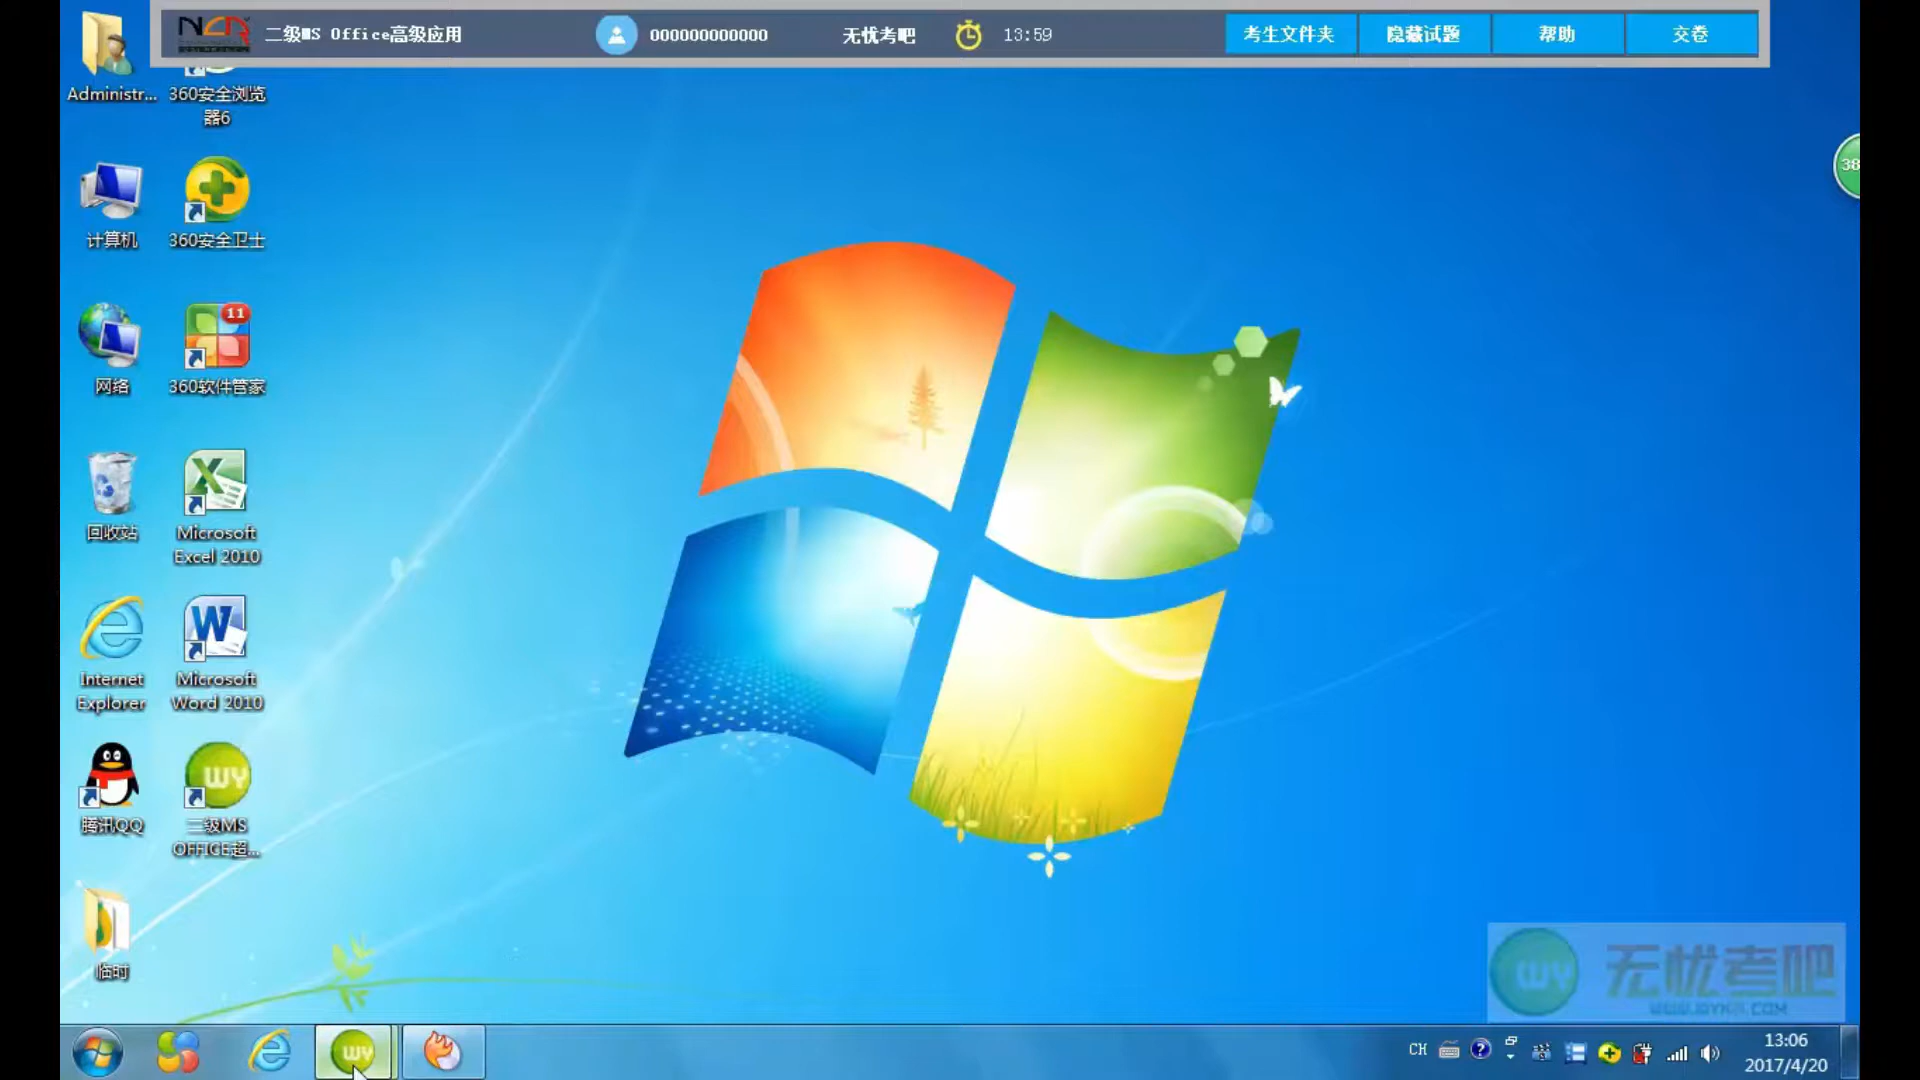 NCR 二级MS Office高级应用 000000000000 无忧考吧 13:59 考生文件夹 隐藏试题 帮助 交卷
Administr...
360安全浏览
器6
38
计算机
360安全卫士
11
网络
360软件管家
回收站
Microsoft
Excel 2010
Internet
Explorer
Microsoft
Word 2010
腾讯QQ
WY
二级MS
OFFICE超...
临时
WY 无忧考吧
WY
CH
13:06
2017/4/20